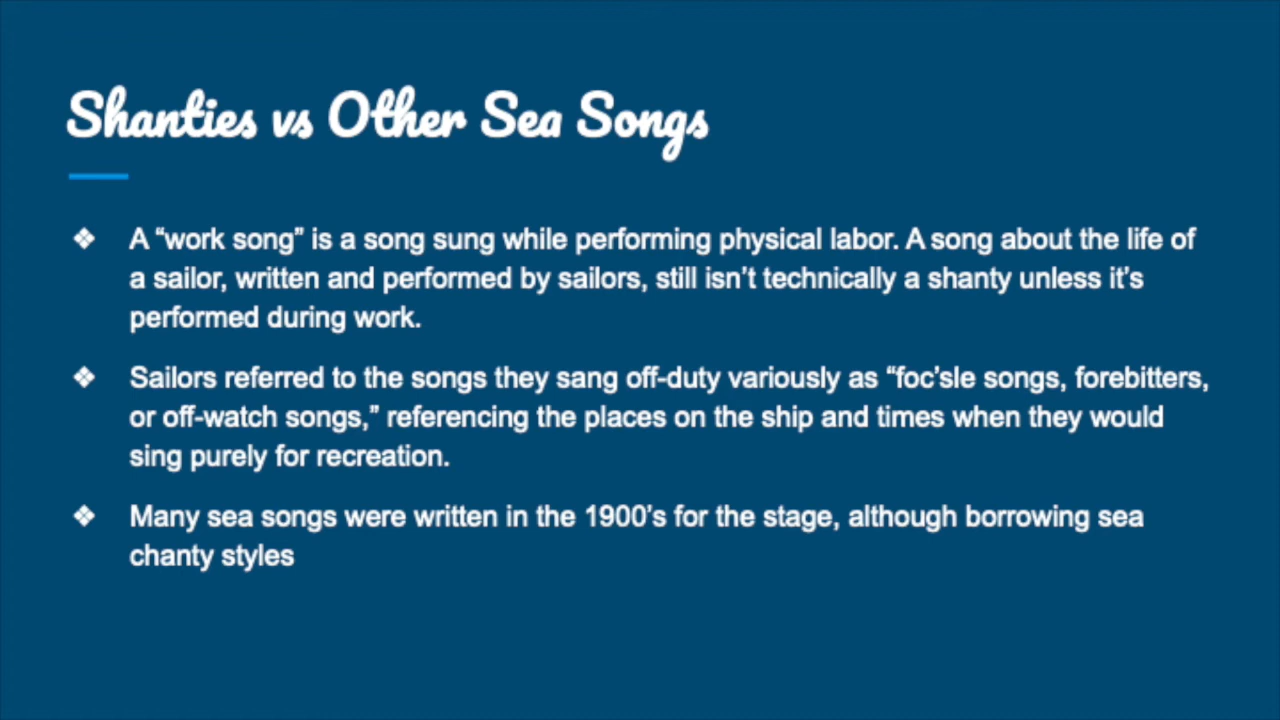 Shanties vs Other Sea Songs
❖ A “work song” is a song sung while performing physical labor. A song about the life of
a sailor, written and performed by sailors, still isn’t technically a shanty unless it’s
performed during work.
❖ Sailors referred to the songs they sang off-duty variously as “foc’sle songs, forebitters,
or off-watch songs,” referencing the places on the ship and times when they would
sing purely for recreation.
❖ Many sea songs were written in the 1900’s for the stage, although borrowing sea
chanty styles